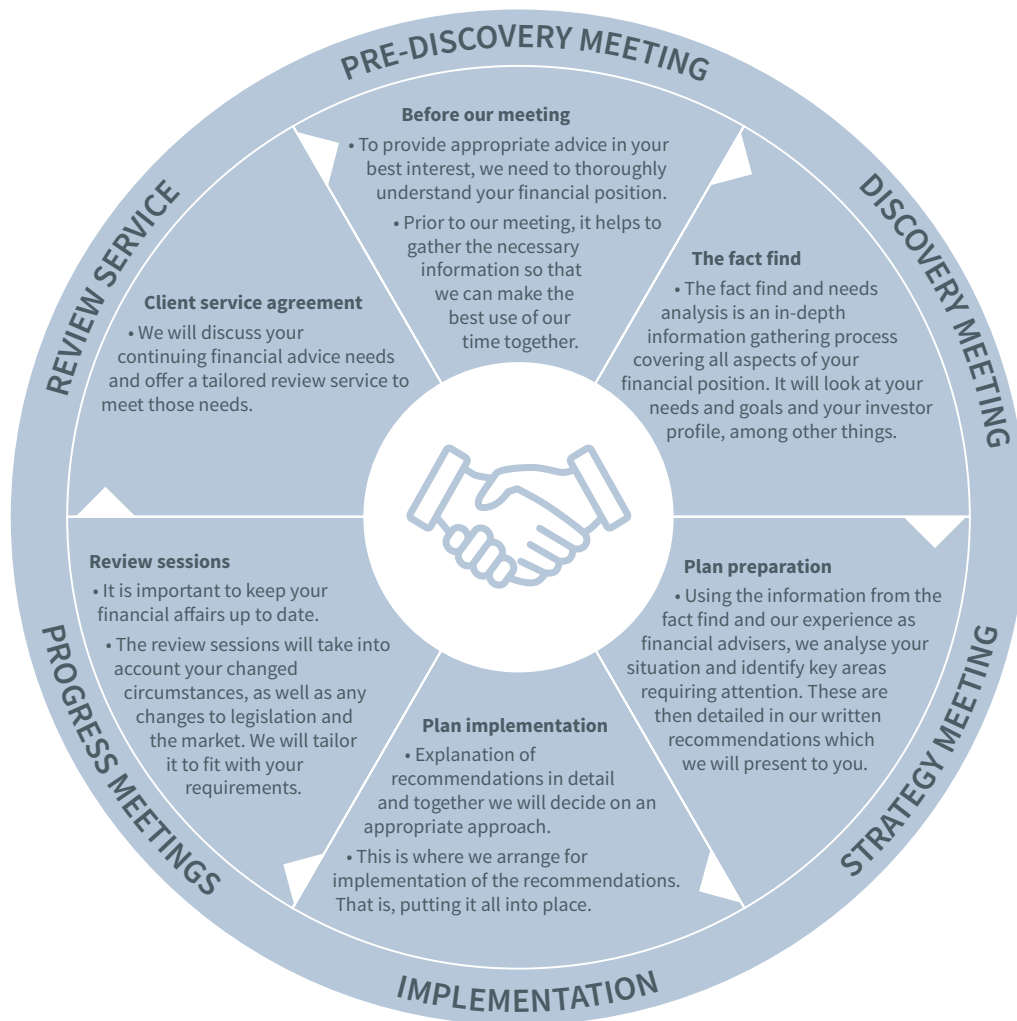 PRE-DISCOVERY MEETING
Before our meeting
• To provide appropriate advice in your
best interest, we need to thoroughly
understand your financial position.
• Prior to our meeting, it helps to
gather the necessary
information so that
we can make the
best use of our
time together.
DISCOVERY MEETING
The fact find
• The fact find and needs
analysis is an in-depth
information gathering process
covering all aspects of your
financial position. It will look at your
needs and goals and your investor
profile, among other things.
STRATEGY MEETING
Plan preparation
• Using the information from the
fact find and our experience as
financial advisers, we analyse your
situation and identify key areas
requiring attention. These are
then detailed in our written
recommendations which
we will present to you.
IMPLEMENTATION
Plan implementation
• Explanation of
recommendations in detail
and together we will decide on an
appropriate approach.
• This is where we arrange for
implementation of the recommendations.
That is, putting it all into place.
PROGRESS MEETINGS
Review sessions
• It is important to keep your
financial affairs up to date.
• The review sessions will take into
account your changed
circumstances, as well as any
changes to legislation and
the market. We will tailor
it to fit with your
requirements.
REVIEW SERVICE
Client service agreement
• We will discuss your
continuing financial advice needs
and offer a tailored review service to
meet those needs.